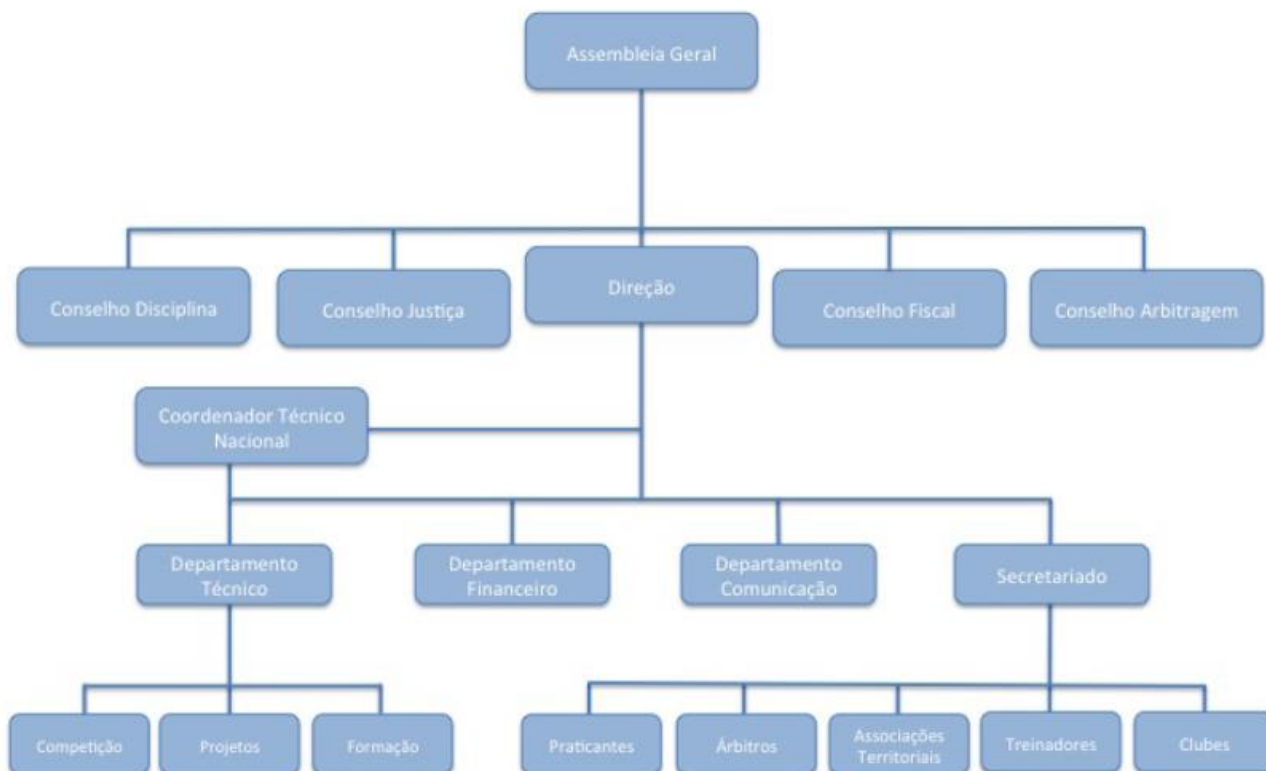 Assembleia Geral
Conselho Disciplina
Conselho Justiça
Direção
Conselho Fiscal
Conselho Arbitragem
Coordenador Técnico
Nacional
Departamento
Técnico
Departamento
Financeiro
Departamento
Comunicação
Secretariado
Competição
Projetos
Formação
Praticantes
Árbitros
Associações
Territoriais
Treinadores
Clubes